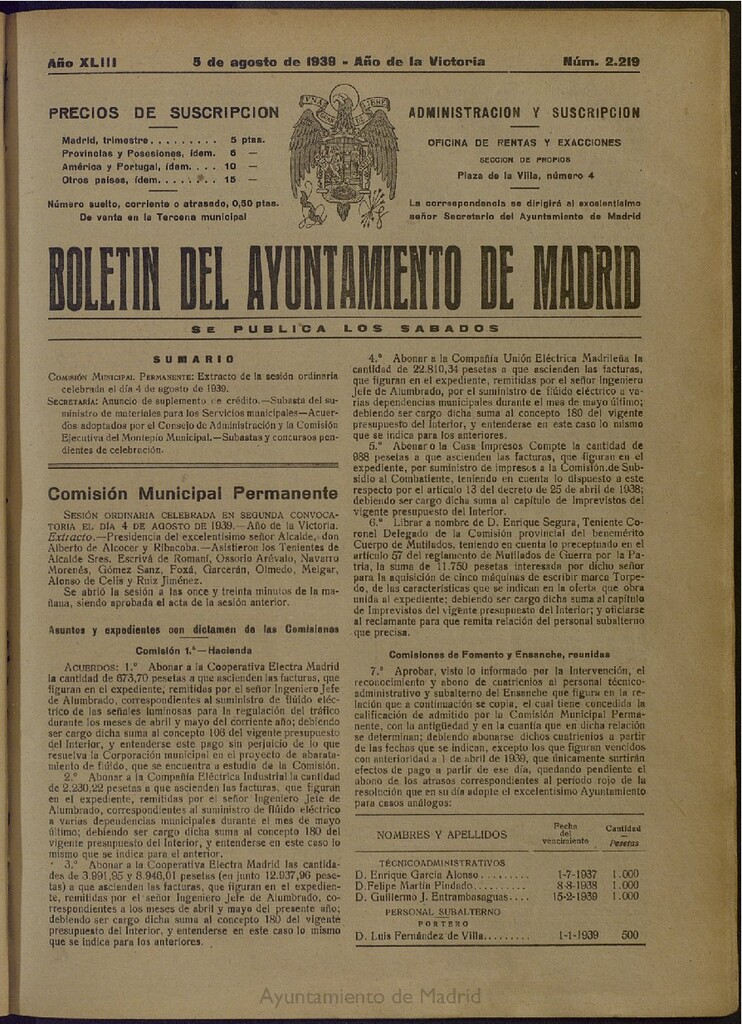 Año XLIII
5 de agosto de 1939 - Año de la Victoria
Núm. 2.219
PRECIOS DE SUSCRIPCION
Madrid, trimestre......... 5 ptas.
Provincias y Posesiones, ídem. 6 —
América y Portugal, ídem.... 10 —
Otros países, ídem....... 15 —
Número suelto, corriente o atrasado, 0,50 ptas.
De venta en la Tercena municipal
ADMINISTRACION Y SUSCRIPCION
OFICINA DE RENTAS Y EXACCIONES
SECCION DE PROPIOS
Plaza de la Villa, número 4
La correspondencia se dirigirá al excelentísimo
señor Secretario del Ayuntamiento de Madrid
BOLETIN DEL AYUNTAMIENTO DE MADRID
SE PUBLICA LOS SABADOS
SUMARIO
COMISIÓN MUNICIPAL PERMANENTE: Extracto de la sesión ordinaria
celebrada el día 4 de agosto de 1939.
SECRETARÍA: Anuncio de suplemento de crédito.—Subasta del su-
ministro de materiales para los Servicios municipales—Acuer-
dos adoptados por el Consejo de Administración y la Comisión
Ejecutiva del Montepío Municipal.—Subastas y concursos pen-
dientes de celebración.
Comisión Municipal Permanente
SESIÓN ORDINARIA CELEBRADA EN SEGUNDA CONVOCA-
TORIA EL DÍA 4 DE AGOSTO DE 1939.—Año de la Victoria.
Extracto.—Presidencia del excelentísimo señor Alcalde, don
Alberto de Alcocer y Ribacoba.—Asistieron los Tenientes de
Alcalde Sres. Escrivá de Romaní, Ossorio Arévalo, Navarro
Morenés, Gómez Sanz, Foxá, Garcerán, Olmedo, Melgar,
Alonso de Celis y Ruiz Jiménez.
Se abrió la sesión a las once y treinta minutos de la ma-
ñana, siendo aprobada el acta de la sesión anterior.
Asuntos y expedientes con dictamen de las Comisiones
Comisión 1.ª—Hacienda
ACUERDOS: 1.º Abonar a la Cooperativa Electra Madrid
la cantidad de 673,70 pesetas a que ascienden las facturas, que
figuran en el expediente, remitidas por el señor Ingeniero Jefe
de Alumbrado, correspondientes al suministro de flúido eléc-
trico de las señales luminosas para la regulación del tráfico
durante los meses de abril y mayo del corriente año; debiendo
ser cargo dicha suma al concepto 106 del vigente presupuesto
del Interior, y entenderse este pago sin perjuicio de lo que
resuelva la Corporación municipal en el proyecto de abarata-
miento de flúido, que se encuentra a estudio de la Comisión.
2.º Abonar a la Compañía Eléctrica Industrial la cantidad
de 2.230,22 pesetas a que ascienden las facturas, que figuran
en el expediente, remitidas por el señor Ingeniero Jefe de
Alumbrado, correspondientes al suministro de flúido eléctrico
a varias dependencias municipales durante el mes de mayo
último; debiendo ser cargo dicha suma al concepto 180 del
vigente presupuesto del Interior, y entenderse en este caso lo
mismo que se indica para el anterior.
3.º Abonar a la Cooperativa Electra Madrid las cantida-
des de 3.991,95 y 8.946,01 pesetas (en junto 12.937,96 pese-
tas) a que ascienden las facturas, que figuran en el expedien-
te, remitidas por el señor Ingeniero Jefe de Alumbrado, co-
rrespondientes a los meses de abril y mayo del presente año;
debiendo ser cargo dicha suma al concepto 180 del vigente
presupuesto del Interior, y entenderse en este caso lo mismo
que se indica para los anteriores.
4.º Abonar a la Compañía Unión Eléctrica Madrileña la
cantidad de 22.810,34 pesetas a que ascienden las facturas,
que figuran en el expediente, remitidas por el señor Ingeniero
Jefe de Alumbrado, por el suministro de flúido eléctrico a va-
rias dependencias municipales durante el mes de mayo último;
debiendo ser cargo dicha suma al concepto 180 del vigente
presupuesto del Interior, y entenderse en este caso lo mismo
que se indica para los anteriores.
5.º Abonar o la Casa Impresos Compte la cantidad de
988 pesetas a que ascienden las facturas, que figuran en el
expediente, por suministro de impresos a la Comisión de Sub-
sidio al Combatiente, teniendo en cuenta lo dispuesto a este
respecto por el artículo 13 del decreto de 25 de abril de 1938;
debiendo ser cargo dicha suma al capítulo de Imprevistos del
vigente presupuesto del Interior.
6.º Librar a nombre de D. Enrique Segura, Teniente Co-
ronel Delegado de la Comisión provincial del benemérito
Cuerpo de Mutilados, teniendo en cuenta lo preceptuado en el
artículo 57 del reglamento de Mutilados de Guerra por la Pa-
tria, la suma de 11.750 pesetas interesada por dicho señor
para la aquisición de cinco máquinas de escribir marca Torpe-
do, de las características que se indican en la oferta que obra
unida al expediente; debiendo ser cargo dicha suma al capítulo
de Imprevistos del vigente presupuesto del Interior; y oficiarse
al reclamante para que remita relación del personal subalterno
que precisa.
Comisiones de Fomento y Ensanche, reunidas
7.º Aprobar, visto lo informado por la Intervención, el
reconocimiento y abono de cuatrienios al personal técnico-
administrativo y subalterno del Ensanche que figura en la re-
lación que a continuación se copia, el cual tiene concedida la
calificación de admitido por la Comisión Municipal Perma-
nente, con la antigüedad y en la cuantía que en dicha relación
se determinan; debiendo abonarse dichos cuatrienios a partir
de las fechas que se indican, excepto los que figuran vencidos
con anterioridad a 1 de abril de 1939, que únicamente surtirán
efectos de pago a partir de ese día, quedando pendiente el
abono de los atrasos correspondientes al período rojo de la
resolución que en su día adopte el excelentísimo Ayuntamiento
para casos análogos:
NOMBRES Y APELLIDOS
Fecha
del
vencimiento
Cantidad
Pesetas
TÉCNICOADMINISTRATIVOS
D. Enrique García Alonso......... 1-7-1937 1.000
D. Felipe Martín Pindado.......... 8-8-1938 1.000
D. Guillermo J. Entrambasaguas.... 15-2-1939 1.000
PERSONAL SUBALTERNO
PORTERO
D. Luis Fernández de Villa........ 1-1-1939 500
Ayuntamiento de Madrid